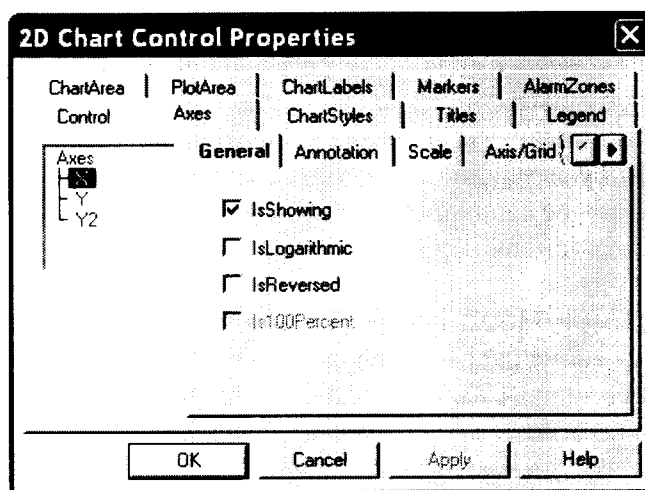 2D Chart Control Properties
ChartArea PlotArea ChartLabels Markers AlarmZones
Control Axes ChartStyles Titles Legend
Axes
X
Y
Y2
General Annotation Scale Axis/Grid
IsShowing
IsLogarithmic
IsReversed
Is100Percent
OK Cancel Apply Help